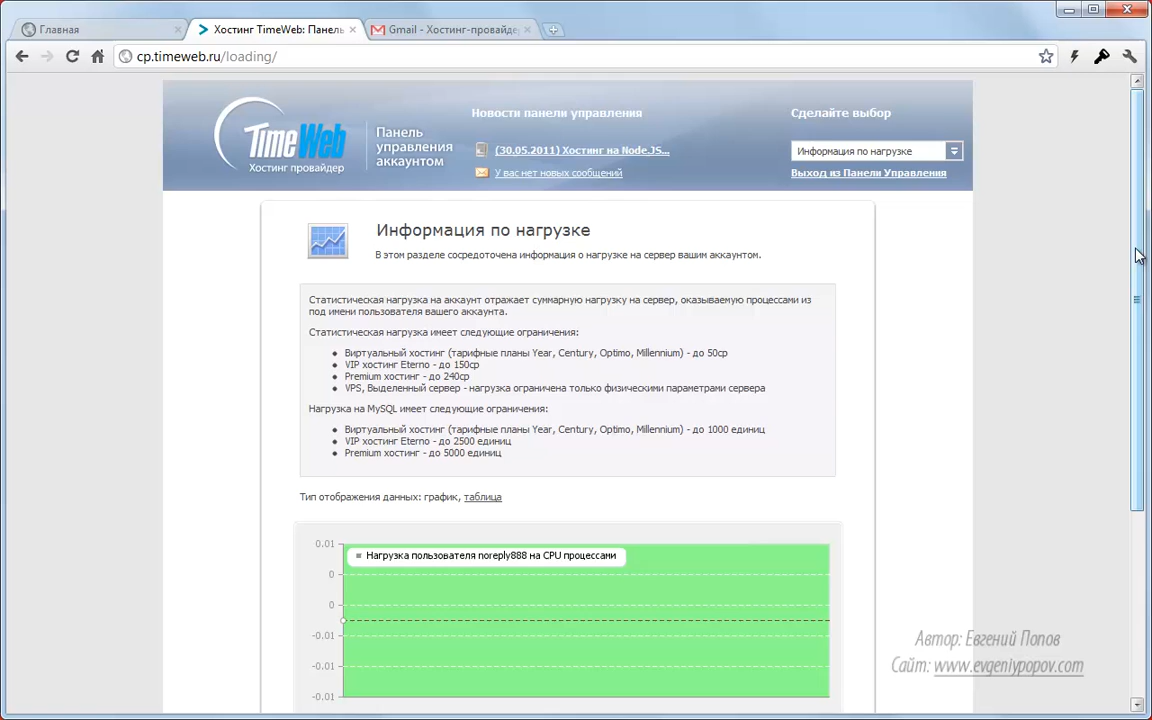 Главная
Хостинг TimeWeb: Панель
Gmail - Хостинг-провайде
cp.timeweb.ru/loading/
TimeWeb
Хостинг провайдер
Панель
управления
аккаунтом
Новости панели управления
(30.05.2011) Хостинг на Node.JS...
У вас нет новых сообщений
Сделайте выбор
Информация по нагрузке
Выход из Панели Управления
Информация по нагрузке
В этом разделе сосредоточена информация о нагрузке на сервер вашим аккаунтом.
Статистическая нагрузка на аккаунт отражает суммарную нагрузку на сервер, оказываемую процессами из
под имени пользователя вашего аккаунта.
Статистическая нагрузка имеет следующие ограничения:
Виртуальный хостинг (тарифные планы Year, Century, Optimo, Millennium) - до 50cp
VIP хостинг Eterno - до 150cp
Premium хостинг - до 240cp
VPS, Выделенный сервер - нагрузка ограничена только физическими параметрами сервера
Нагрузка на MySQL имеет следующие ограничения:
Виртуальный хостинг (тарифные планы Year, Century, Optimo, Millennium) - до 1000 единиц
VIP хостинг Eterno - до 2500 единиц
Premium хостинг - до 5000 единиц
Тип отображения данных: график, таблица
0.01
Нагрузка пользователя noreply888 на CPU процессами
0
0
-0.01
-0.01
-0.01
Автор: Евгений Попов
Сайт: www.evgeniypopov.com